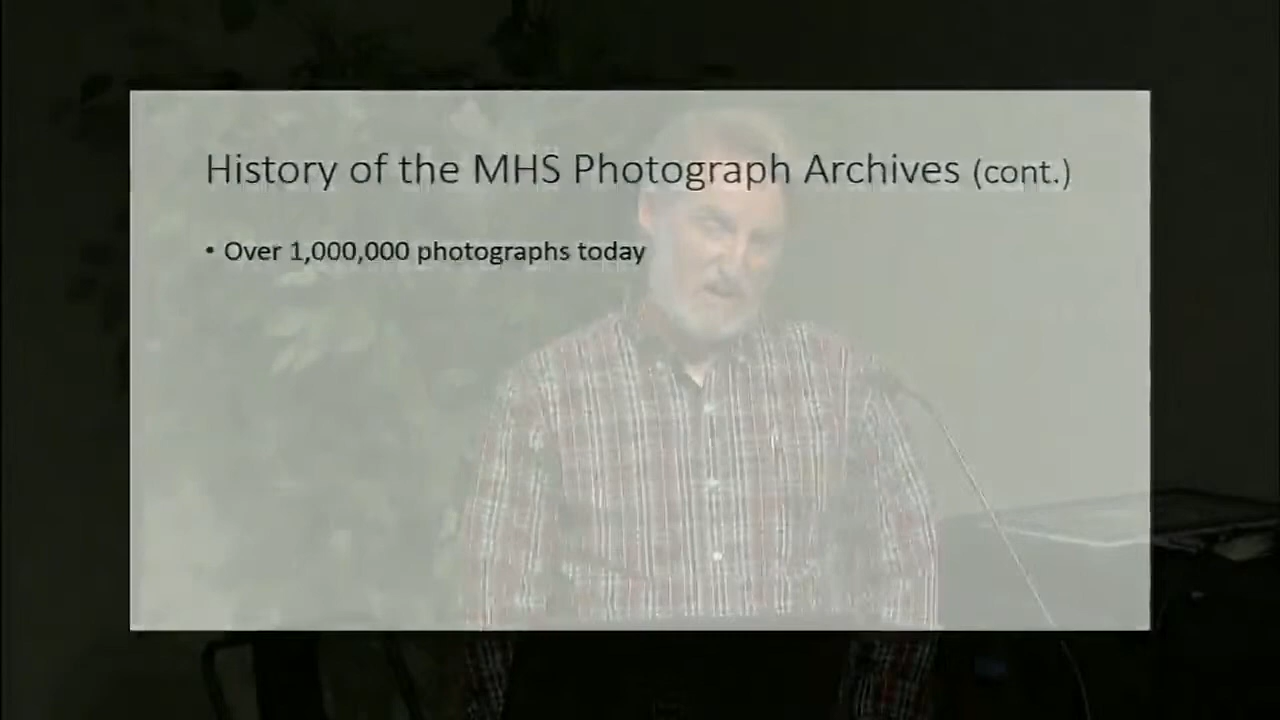 History of the MHS Photograph Archives (cont.)
• Over 1,000,000 photographs today